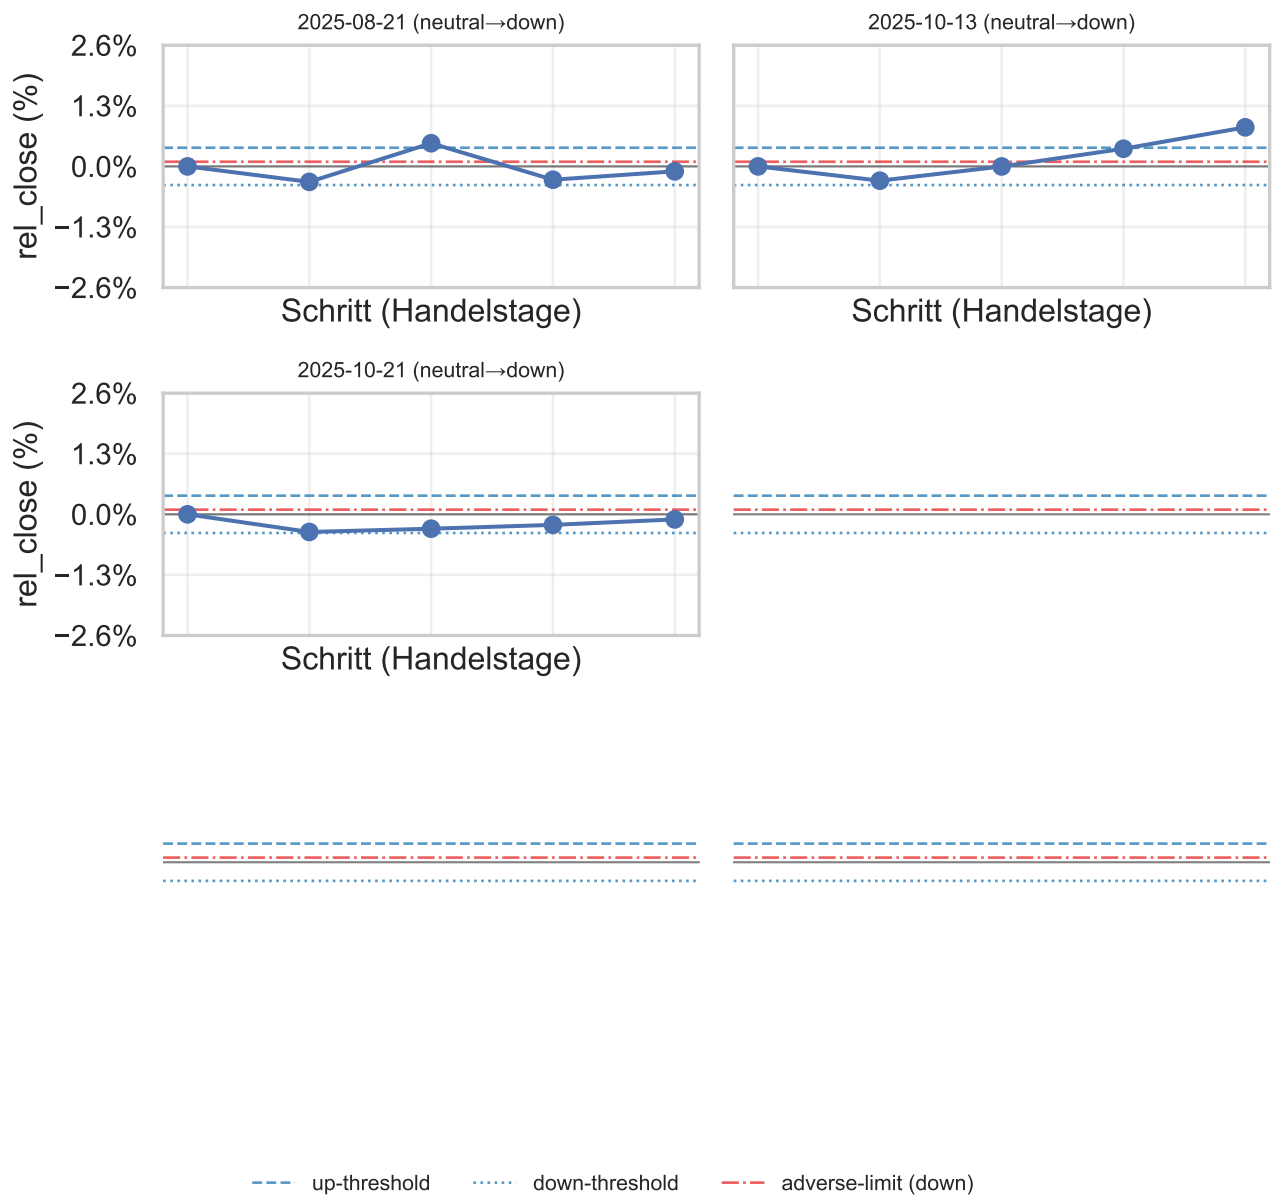 2025-08-21 (neutral→down)
2025-10-13 (neutral→down)
rel_close (%)
2.6%
1.3%
0.0%
−1.3%
−2.6%
Schritt (Handelstage)
Schritt (Handelstage)
2025-10-21 (neutral→down)
rel_close (%)
2.6%
1.3%
0.0%
−1.3%
−2.6%
Schritt (Handelstage)
up-threshold
down-threshold
adverse-limit (down)